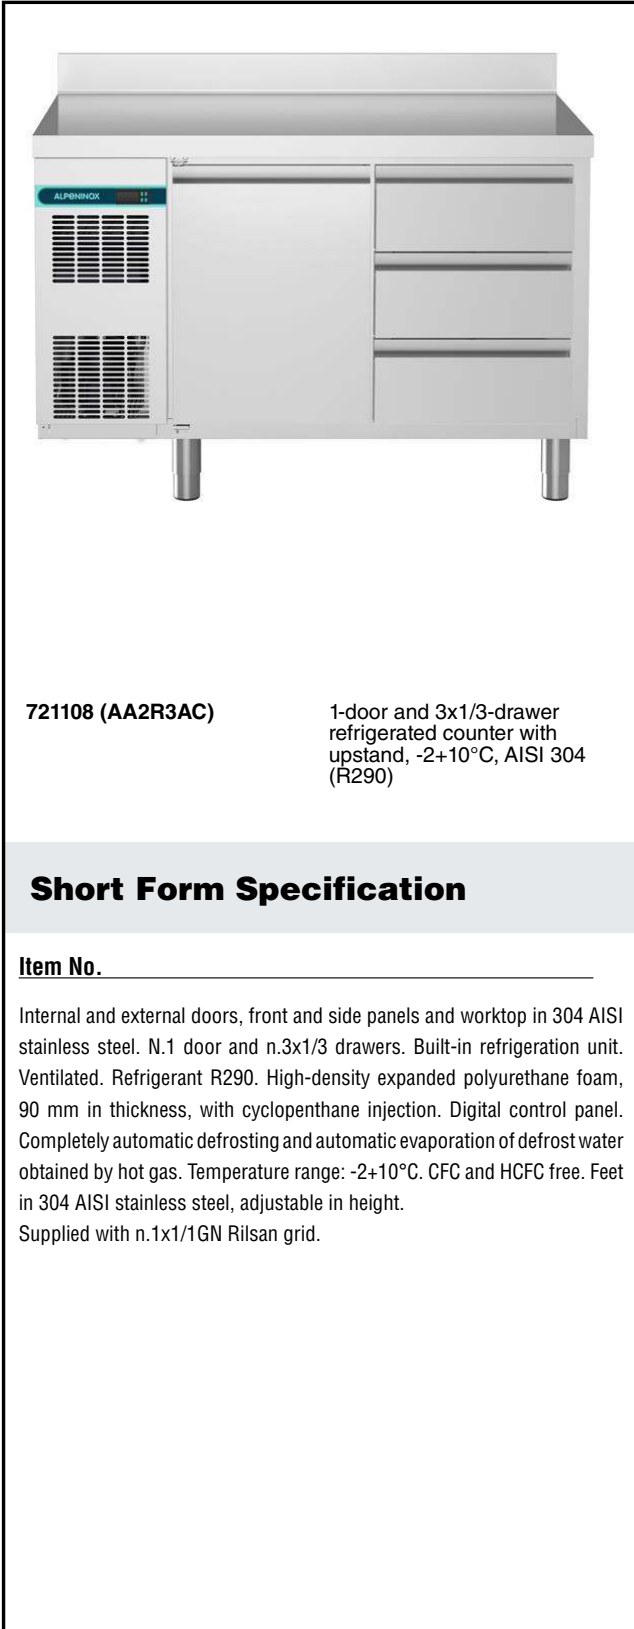 ALPENINOX
721108 (AA2R3AC)
1-door and 3x1/3-drawer
refrigerated counter with
upstand, -2+10°C, AISI 304
(R290)
Short Form Specification
Item No.
Internal and external doors, front and side panels and worktop in 304 AISI
stainless steel. N.1 door and n.3x1/3 drawers. Built-in refrigeration unit.
Ventilated. Refrigerant R290. High-density expanded polyurethane foam,
90 mm in thickness, with cyclopenthane injection. Digital control panel.
Completely automatic defrosting and automatic evaporation of defrost water
obtained by hot gas. Temperature range: -2+10°C. CFC and HCFC free. Feet
in 304 AISI stainless steel, adjustable in height.
Supplied with n.1x1/1GN Rilsan grid.